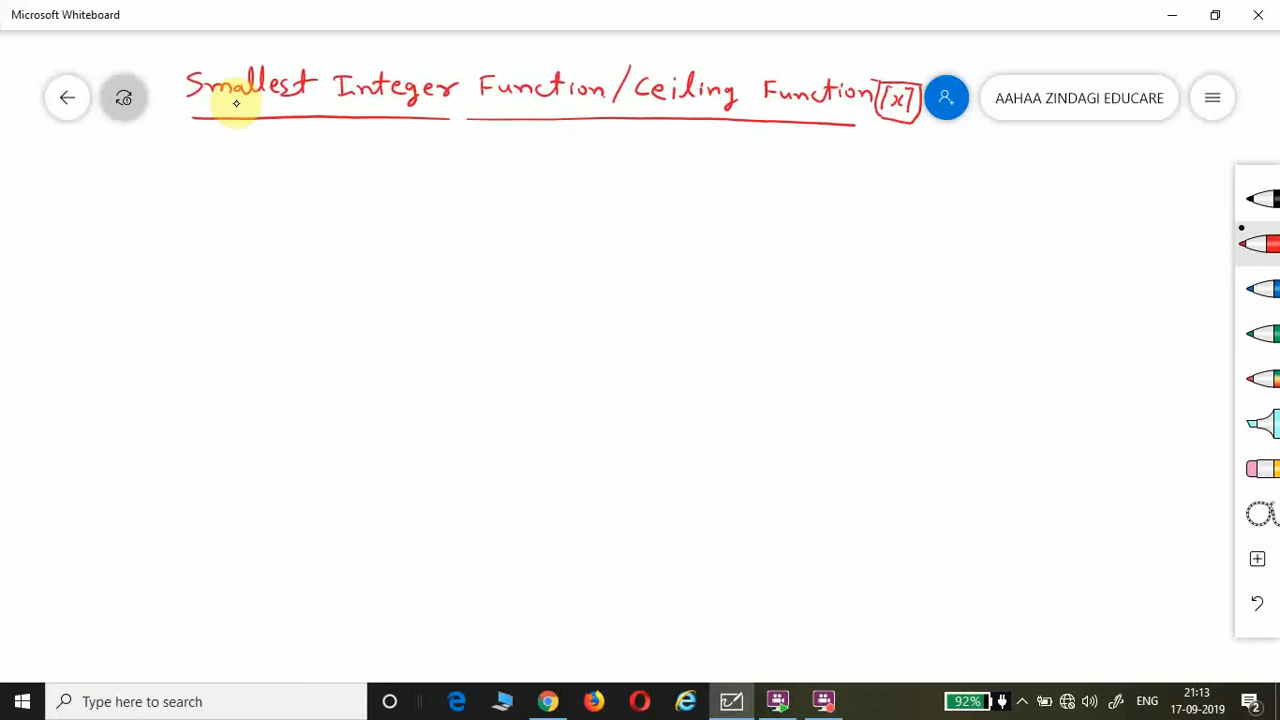 Microsoft Whiteboard
Smallest Integer Function/Ceiling Function ⌈x⌉
AAHAA ZINDAGI EDUCARE
Type here to search
92%
ENG
21:13
17-09-2019
2